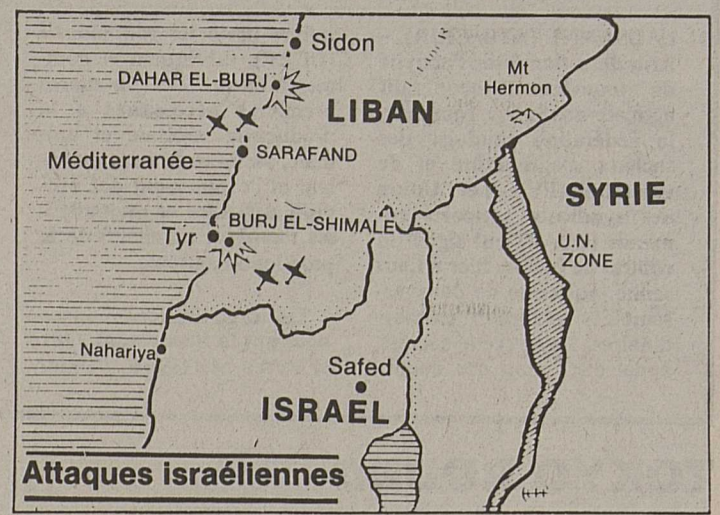 Sidon
DAHAR EL-BURJ
LIBAN
Mt
Hermon
Méditerranée
SARAFAND
SYRIE
BURJ EL-SHIMALÉ
Tyr
U.N.
ZONE
Nahariya
Safed
ISRAEL
Attaques israéliennes